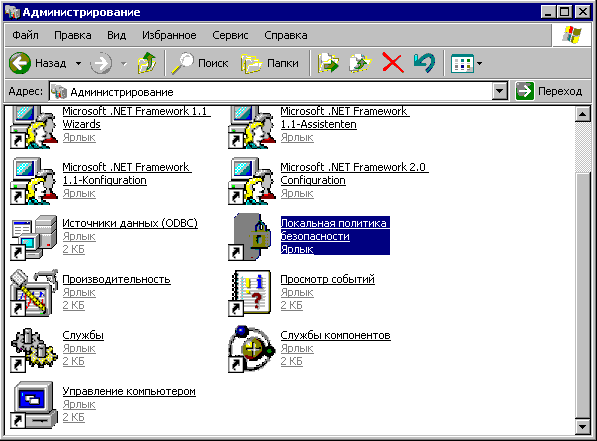 Администрирование
Файл Правка Вид Избранное Сервис Справка
Назад Поиск Папки
Адрес: Администрирование Переход
Microsoft .NET Framework 1.1
Wizards
Ярлык
Microsoft .NET Framework
1.1-Assistenten
Ярлык
Microsoft .NET Framework
1.1-Konfiguration
Ярлык
Microsoft .NET Framework 2.0
Configuration
Ярлык
Источники данных (ODBC)
Ярлык
2 КБ
Локальная политика
безопасности
Ярлык
Производительность
Ярлык
2 КБ
Просмотр событий
Ярлык
2 КБ
Службы
Ярлык
2 КБ
Службы компонентов
Ярлык
2 КБ
Управление компьютером
Ярлык
2 КБ